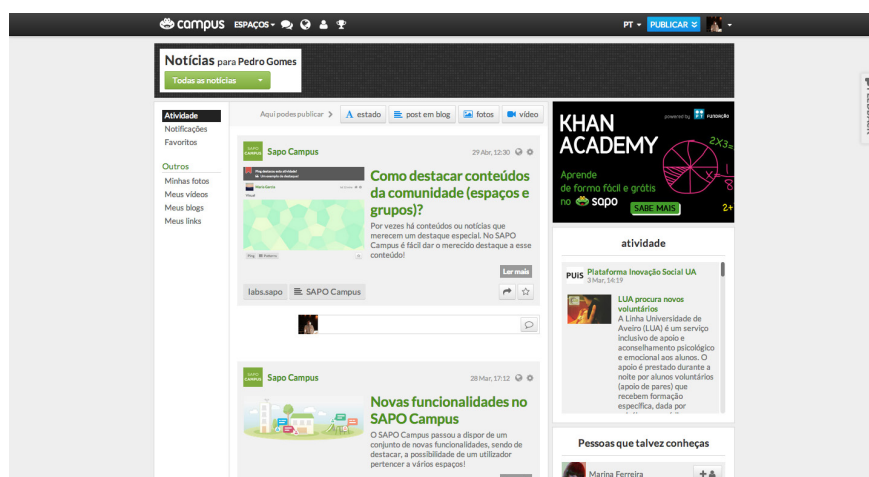 campus ESPAÇOS PT PUBLICAR
Notícias para Pedro Gomes
Todas as notícias
Atividade
Notificações
Favoritos
Outros
Minhas fotos
Meus vídeos
Meus blogs
Meus links
Aqui podes publicar estado post em blog fotos vídeo
Sapo Campus 29 Abr, 12:30
Como destacar conteúdos
da comunidade (espaços e
grupos)?
Por vezes há conteúdos ou notícias que
merecem um destaque especial. No SAPO
Campus é fácil dar o merecido destaque a esse
conteúdo!
Ler mais
labs.sapo SAPO Campus
Sapo Campus 28 Mar, 17:12
Novas funcionalidades no
SAPO Campus
O SAPO Campus passou a dispor de um
conjunto de novas funcionalidades, sendo de
destacar, a possibilidade de um utilizador
pertencer a vários espaços!
KHAN
ACADEMY
powered by PT FUNDAÇÃO
Aprende
de forma fácil e grátis
no sapo
SABE MAIS
2x3=
2+
atividade
PUiS Plataforma Inovação Social UA
3 Mar, 14:19
LUA procura novos
voluntários
A Linha Universidade de
Aveiro (LUA) é um serviço
inclusivo de apoio e
aconselhamento psicológico
e emocional aos alunos. O
apoio é prestado durante a
noite por alunos voluntários
(apoio de pares) que
recebem formação
específica, dada por
Pessoas que talvez conheças
Marina Ferreira